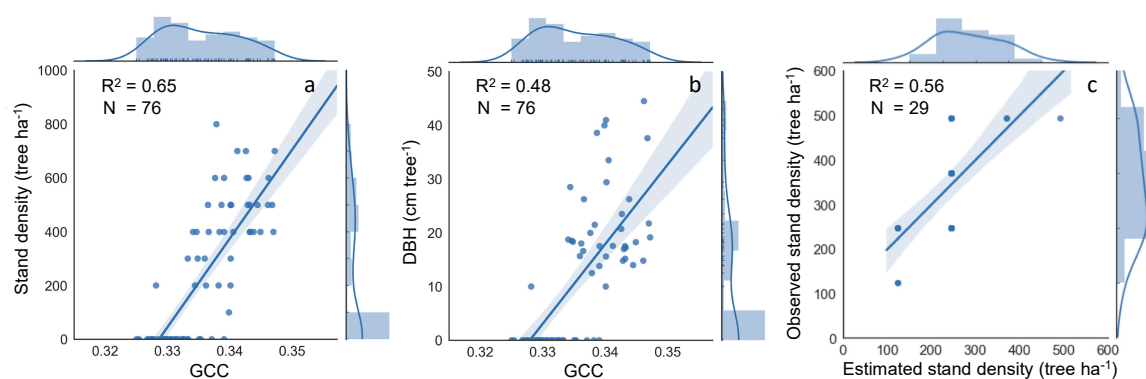 R² = 0.65
N = 76
a
Stand density (tree ha⁻¹)
1000
800
600
400
200
0
0.32
0.33
0.34
0.35
GCC
R² = 0.48
N = 76
b
DBH (cm tree⁻¹)
50
40
30
20
10
0
0.32
0.33
0.34
0.35
GCC
R² = 0.56
N = 29
c
Observed stand density (tree ha⁻¹)
600
500
400
300
200
100
0
0
100
200
300
400
500
600
Estimated stand density (tree ha⁻¹)